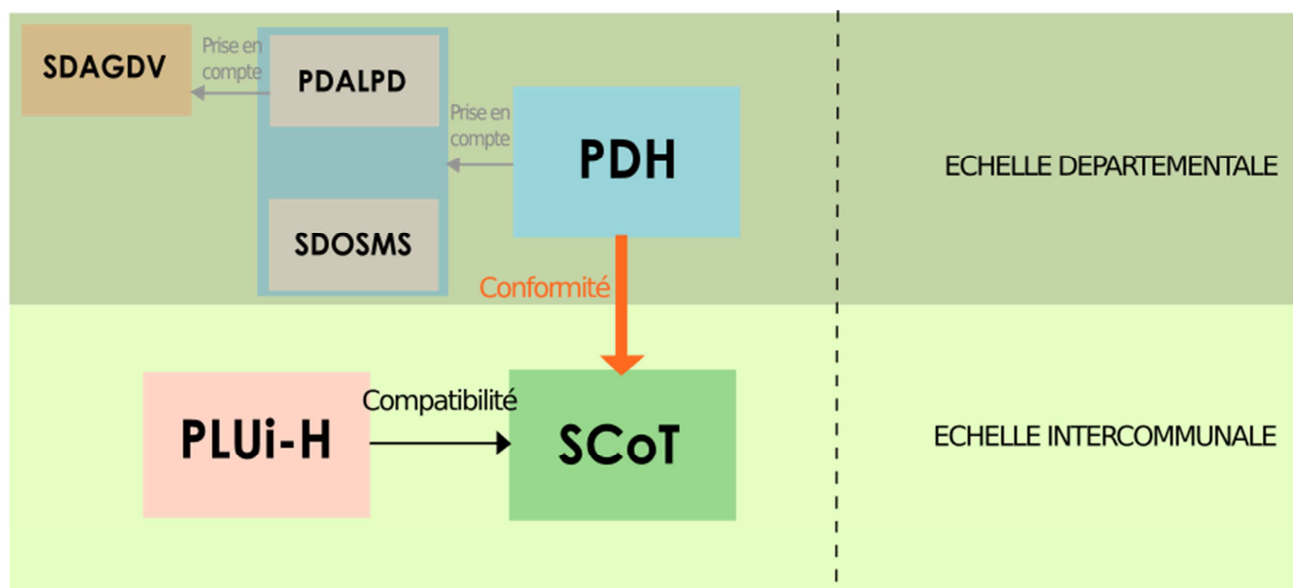 SDAGDV
Prise en
compte
PDALPD
Prise en
compte
PDH
ECHELLE DEPARTEMENTALE
SDOSMS
Conformité
PLUi-H
Compatibilité
SCoT
ECHELLE INTERCOMMUNALE